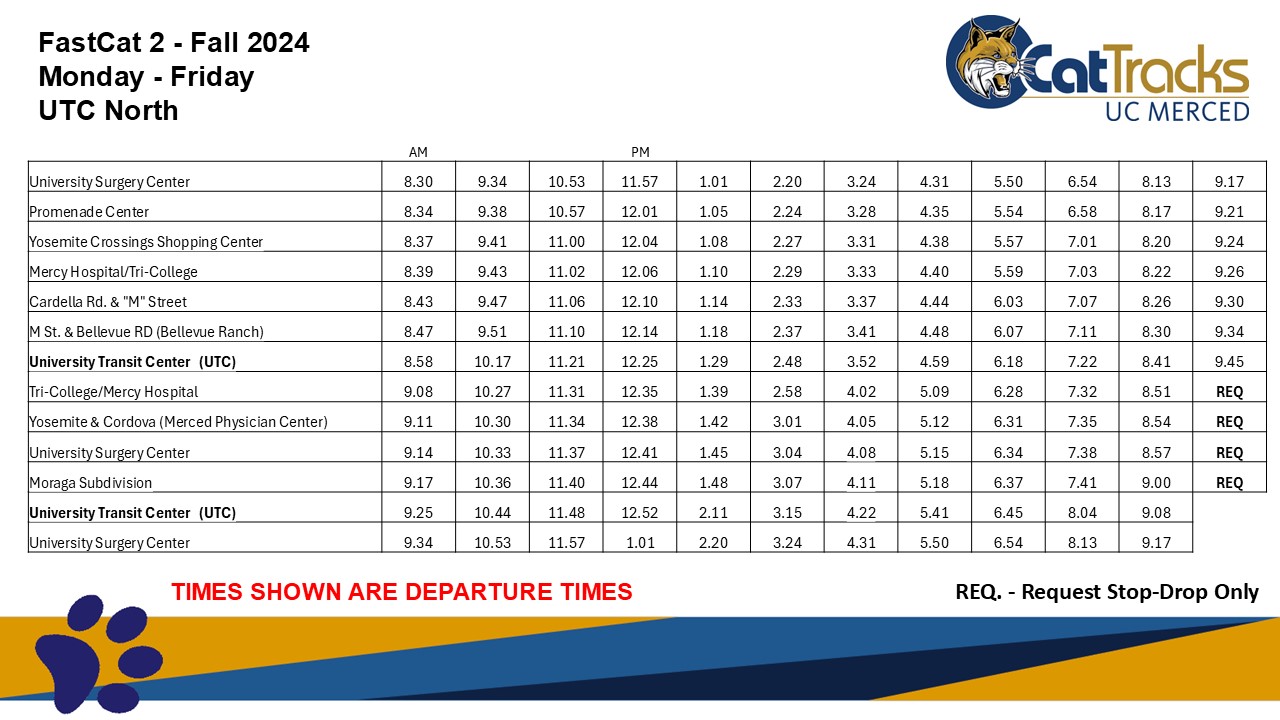 FastCat 2 - Fall 2024
Monday - Friday
UTC North
CatTracks
UC MERCED
AM PM
University Surgery Center 8.30 9.34 10.53 11.57 1.01 2.20 3.24 4.31 5.50 6.54 8.13 9.17
Promenade Center 8.34 9.38 10.57 12.01 1.05 2.24 3.28 4.35 5.54 6.58 8.17 9.21
Yosemite Crossings Shopping Center 8.37 9.41 11.00 12.04 1.08 2.27 3.31 4.38 5.57 7.01 8.20 9.24
Mercy Hospital/Tri-College 8.39 9.43 11.02 12.06 1.10 2.29 3.33 4.40 5.59 7.03 8.22 9.26
Cardella Rd. & "M" Street 8.43 9.47 11.06 12.10 1.14 2.33 3.37 4.44 6.03 7.07 8.26 9.30
M St. & Bellevue RD (Bellevue Ranch) 8.47 9.51 11.10 12.14 1.18 2.37 3.41 4.48 6.07 7.11 8.30 9.34
University Transit Center (UTC) 8.58 10.17 11.21 12.25 1.29 2.48 3.52 4.59 6.18 7.22 8.41 9.45
Tri-College/Mercy Hospital 9.08 10.27 11.31 12.35 1.39 2.58 4.02 5.09 6.28 7.32 8.51 REQ
Yosemite & Cordova (Merced Physician Center) 9.11 10.30 11.34 12.38 1.42 3.01 4.05 5.12 6.31 7.35 8.54 REQ
University Surgery Center 9.14 10.33 11.37 12.41 1.45 3.04 4.08 5.15 6.34 7.38 8.57 REQ
Moraga Subdivision 9.17 10.36 11.40 12.44 1.48 3.07 4.11 5.18 6.37 7.41 9.00 REQ
University Transit Center (UTC) 9.25 10.44 11.48 12.52 2.11 3.15 4.22 5.41 6.45 8.04 9.08
University Surgery Center 9.34 10.53 11.57 1.01 2.20 3.24 4.31 5.50 6.54 8.13 9.17
TIMES SHOWN ARE DEPARTURE TIMES
REQ. - Request Stop-Drop Only